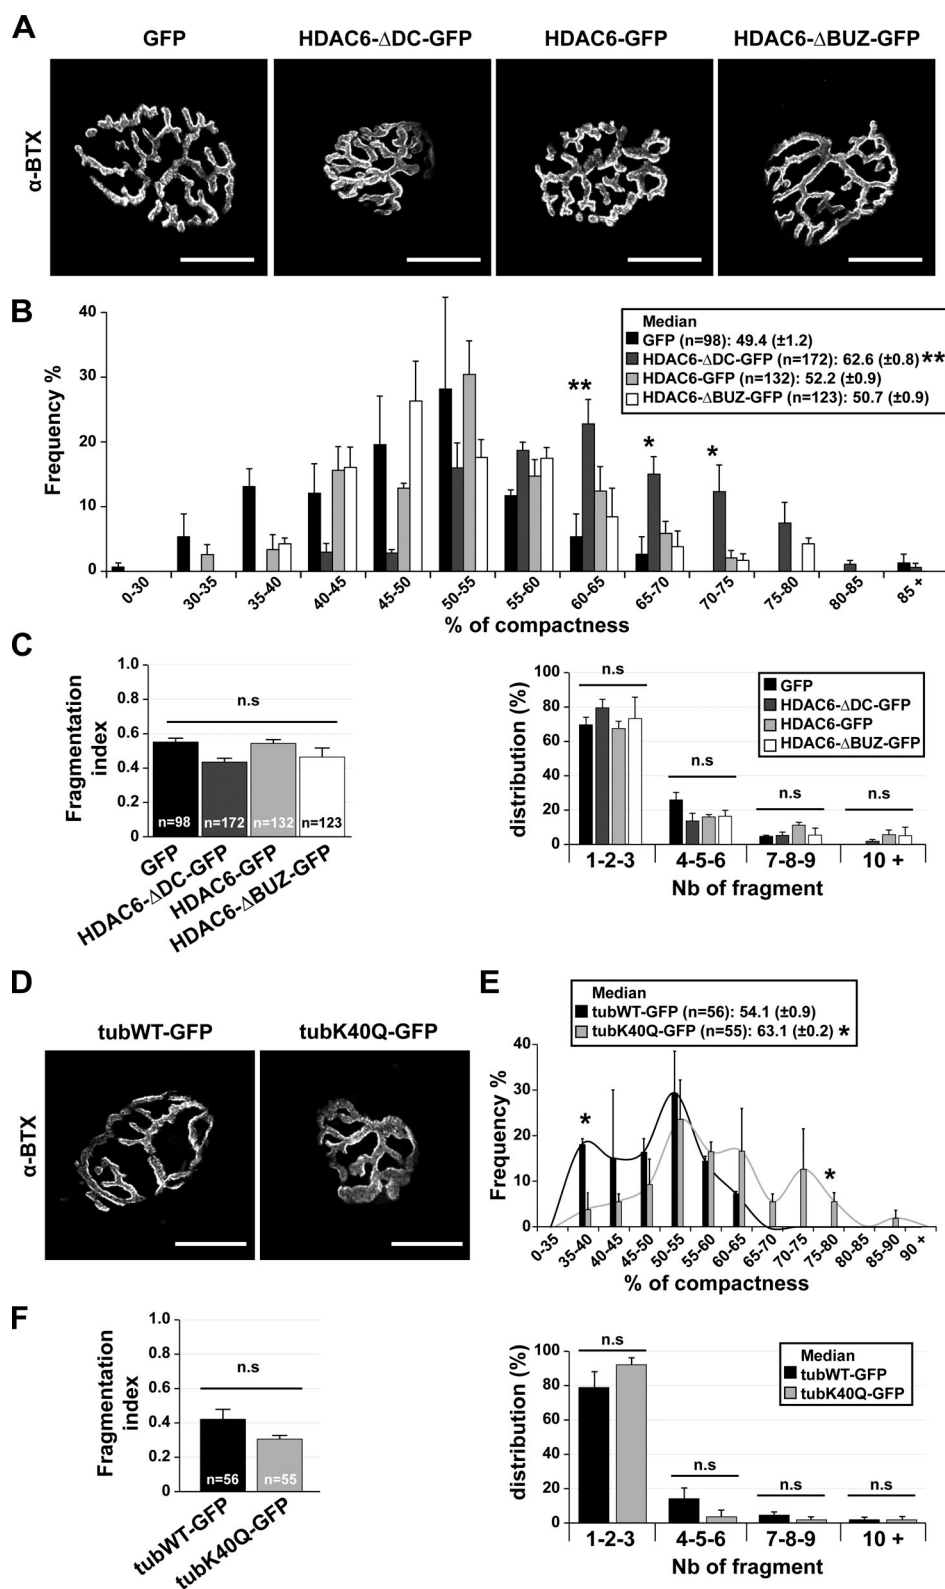 A
GFP
HDAC6-ΔDC-GFP
HDAC6-GFP
HDAC6-ΔBUZ-GFP
α-BTX
B
Frequency %
40
30
20
10
0
Median
GFP (n=98): 49.4 (±1.2)
HDAC6-ΔDC-GFP (n=172): 62.6 (±0.8) **
HDAC6-GFP (n=132): 52.2 (±0.9)
HDAC6-ΔBUZ-GFP (n=123): 50.7 (±0.9)
**
*
*
0-30
30-35
35-40
40-45
45-50
50-55
55-60
60-65
65-70
70-75
75-80
80-85
85 +
% of compactness
C
Fragmentation
index
1.0
0.8
0.6
0.4
0.2
0
n.s
n=98
n=172
n=132
n=123
GFP
HDAC6-ΔDC-GFP
HDAC6-GFP
HDAC6-ΔBUZ-GFP
distribution (%)
100
80
60
40
20
0
n.s
n.s
n.s
n.s
GFP
HDAC6-ΔDC-GFP
HDAC6-GFP
HDAC6-ΔBUZ-GFP
1-2-3
4-5-6
7-8-9
10 +
Nb of fragment
D
tubWT-GFP
tubK40Q-GFP
α-BTX
E
Median
tubWT-GFP (n=56): 54.1 (±0.9)
tubK40Q-GFP (n=55): 63.1 (±0.2) *
Frequency %
40
30
20
10
0
*
*
0-35
35-40
40-45
45-50
50-55
55-60
60-65
65-70
70-75
75-80
80-85
85-90
90 +
% of compactness
F
Fragmentation
index
1.0
0.8
0.6
0.4
0.2
0
n.s
n=56
n=55
tubWT-GFP
tubK40Q-GFP
distribution (%)
100
80
60
40
20
0
n.s
n.s
n.s
n.s
Median
tubWT-GFP
tubK40Q-GFP
1-2-3
4-5-6
7-8-9
10 +
Nb of fragment